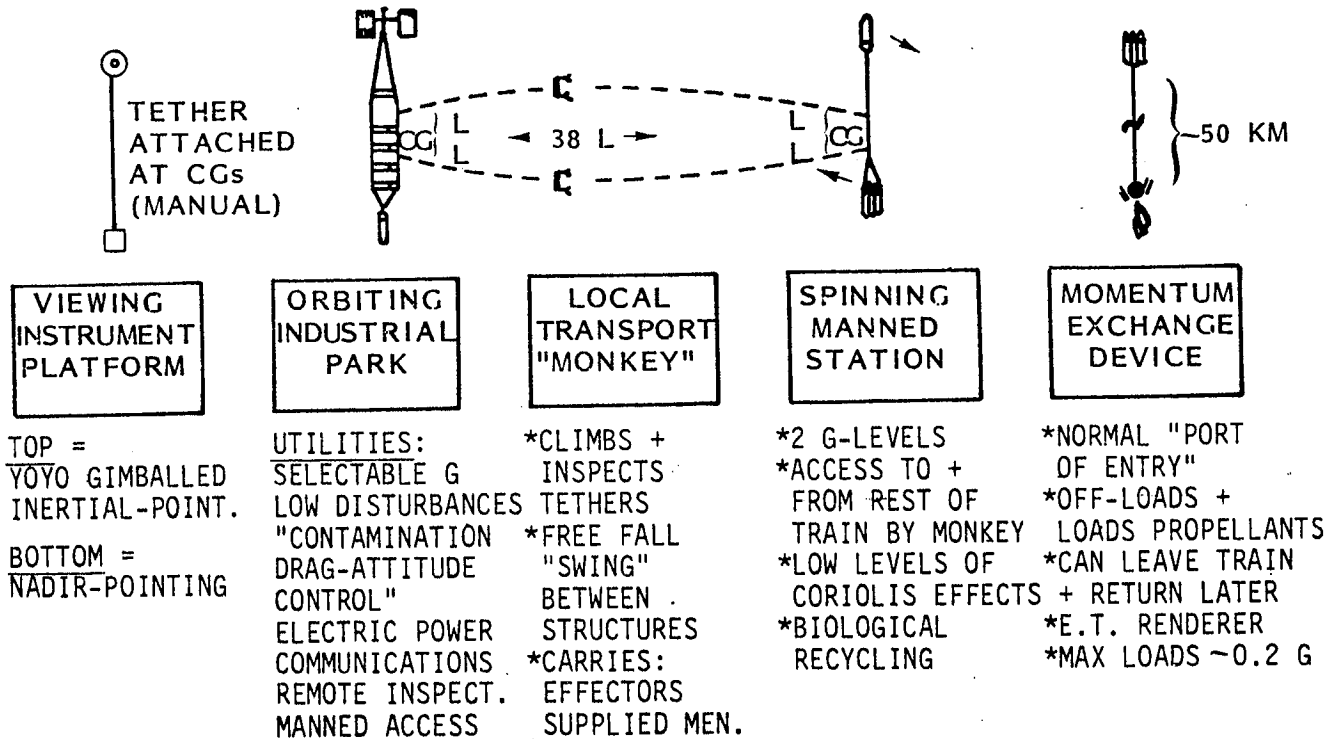 TETHER
ATTACHED
AT CGs
(MANUAL)
CG
L
L
38 L
L
L
CG
~50 KM
VIEWING
INSTRUMENT
PLATFORM
ORBITING
INDUSTRIAL
PARK
LOCAL
TRANSPORT
"MONKEY"
SPINNING
MANNED
STATION
MOMENTUM
EXCHANGE
DEVICE
TOP =
YOYO GIMBALLED
INERTIAL-POINT.
BOTTOM =
NADIR-POINTING
UTILITIES:
SELECTABLE G
LOW DISTURBANCES
"CONTAMINATION
DRAG-ATTITUDE
CONTROL"
ELECTRIC POWER
COMMUNICATIONS
REMOTE INSPECT.
MANNED ACCESS
*CLIMBS +
INSPECTS
TETHERS
*FREE FALL
"SWING"
BETWEEN
STRUCTURES
*CARRIES:
EFFECTORS
SUPPLIED MEN.
*2 G-LEVELS
*ACCESS TO +
FROM REST OF
TRAIN BY MONKEY
*LOW LEVELS OF
CORIOLIS EFFECTS
*BIOLOGICAL
RECYCLING
*NORMAL "PORT
OF ENTRY"
*OFF-LOADS +
LOADS PROPELLANTS
*CAN LEAVE TRAIN
+ RETURN LATER
*E.T. RENDERER
*MAX LOADS ~0.2 G